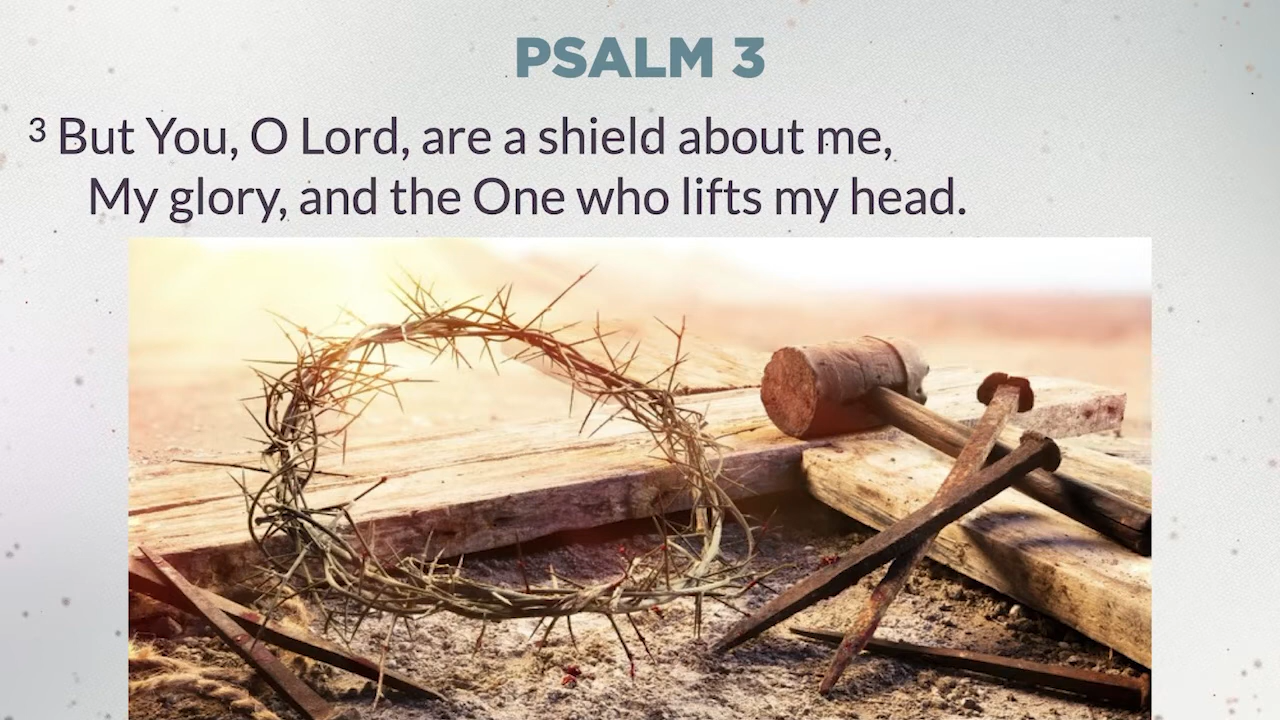 PSALM 3
3 But You, O Lord, are a shield about me,
My glory, and the One who lifts my head.